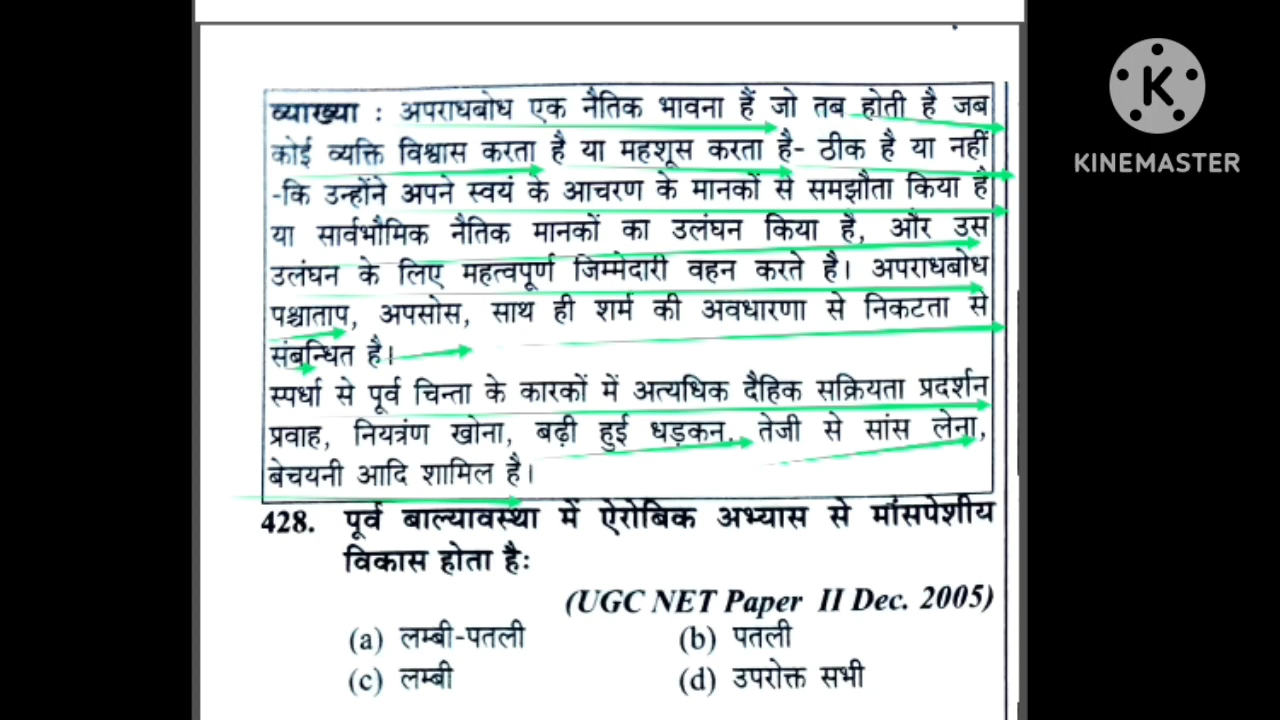 व्याख्या : अपराधबोध एक नैतिक भावना हैं जो तब होती है जब
कोई व्यक्ति विश्वास करता है या महशूस करता है- ठीक है या नहीं
-कि उन्होंने अपने स्वयं के आचरण के मानकों से समझौता किया है
या सार्वभौमिक नैतिक मानकों का उलंघन किया है, और उस
उलंघन के लिए महत्वपूर्ण जिम्मेदारी वहन करते है। अपराधबोध
पश्चाताप, अपसोस, साथ ही शर्म की अवधारणा से निकटता से
संबन्धित है।
स्पर्धा से पूर्व चिन्ता के कारकों में अत्यधिक दैहिक सक्रियता प्रदर्शन
प्रवाह, नियत्रंण खोना, बढ़ी हुई धड़कन, तेजी से सांस लेना,
बेचयनी आदि शामिल है।
428. पूर्व बाल्यावस्था में ऐरोबिक अभ्यास से मांसपेशीय
विकास होता है:
(UGC NET Paper II Dec. 2005)
(a) लम्बी-पतली (b) पतली
(c) लम्बी (d) उपरोक्त सभी
K
KINEMASTER